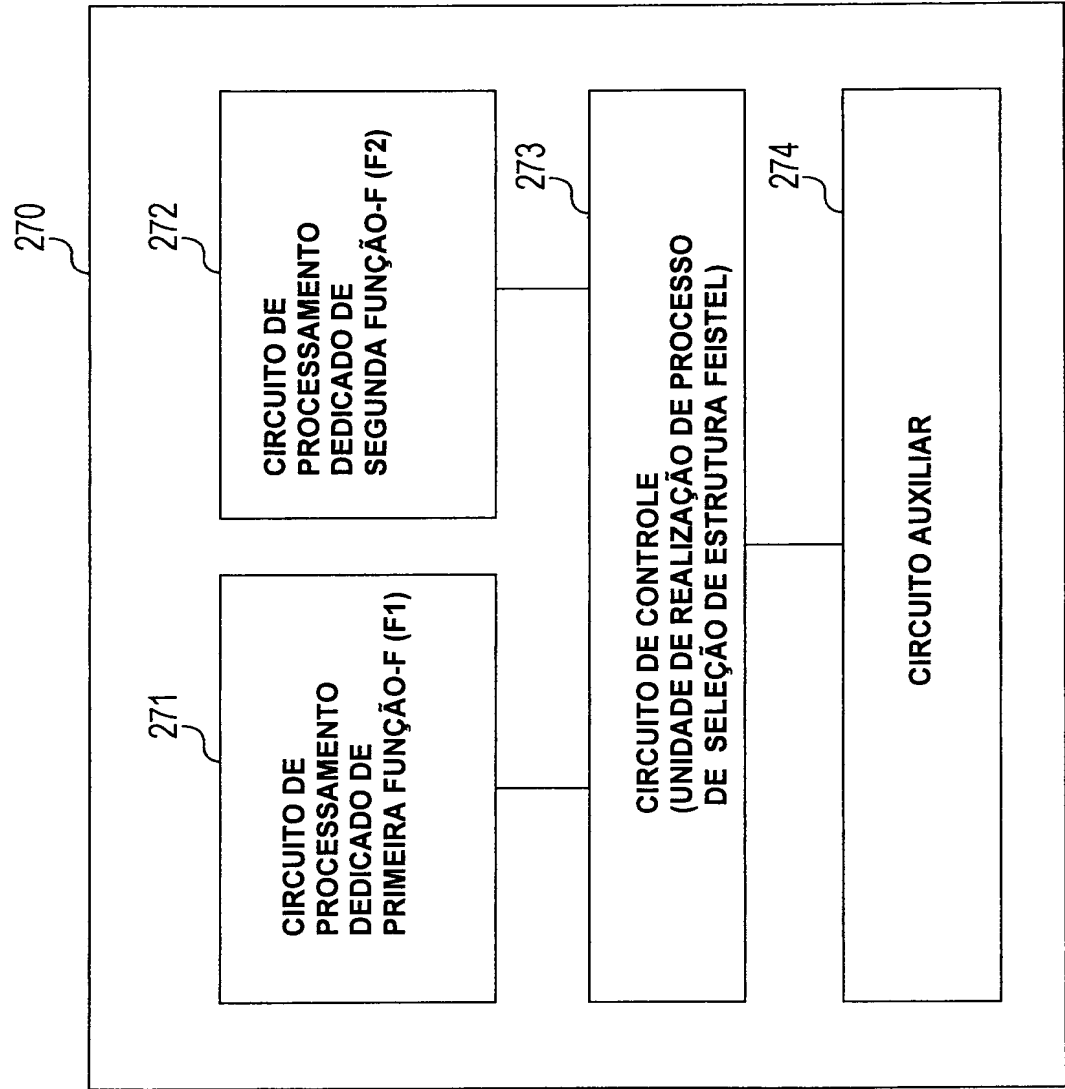 270
271
CIRCUITO DE
PROCESSAMENTO
DEDICADO DE
PRIMEIRA FUNÇÃO-F (F1)
272
CIRCUITO DE
PROCESSAMENTO
DEDICADO DE
SEGUNDA FUNÇÃO-F (F2)
273
CIRCUITO DE CONTROLE
(UNIDADE DE REALIZAÇÃO DE PROCESSO
DE SELEÇÃO DE ESTRUTURA FEISTEL)
274
CIRCUITO AUXILIAR